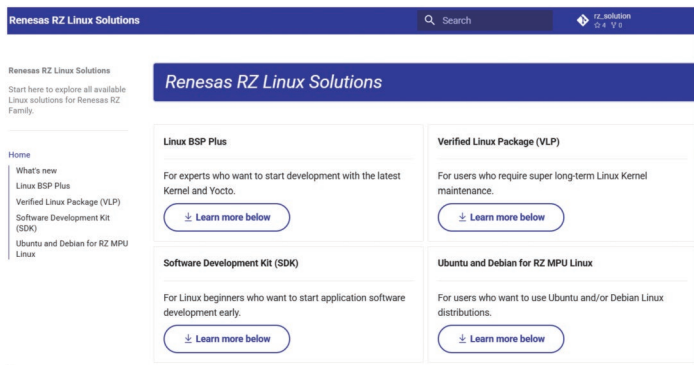 Renesas RZ Linux Solutions
Search
rz_solution
4 0
Renesas RZ Linux Solutions
Start here to explore all available
Linux solutions for Renesas RZ
Family.
Home
What's new
Linux BSP Plus
Verified Linux Package (VLP)
Software Development Kit
(SDK)
Ubuntu and Debian for RZ MPU
Linux
Renesas RZ Linux Solutions
Linux BSP Plus
For experts who want to start development with the latest
Kernel and Yocto.
Learn more below
Verified Linux Package (VLP)
For users who require super long-term Linux Kernel
maintenance.
Learn more below
Software Development Kit (SDK)
For Linux beginners who want to start application software
development early.
Learn more below
Ubuntu and Debian for RZ MPU Linux
For users who want to use Ubuntu and/or Debian Linux
distributions.
Learn more below